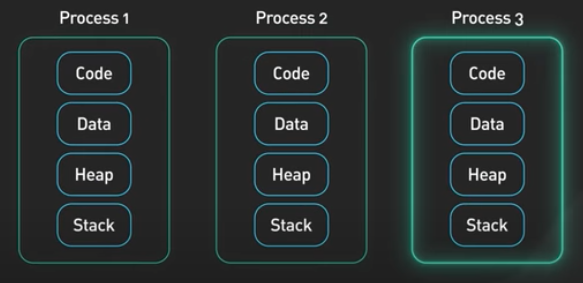 Process 1
Code
Data
Heap
Stack
Process 2
Code
Data
Heap
Stack
Process 3
Code
Data
Heap
Stack